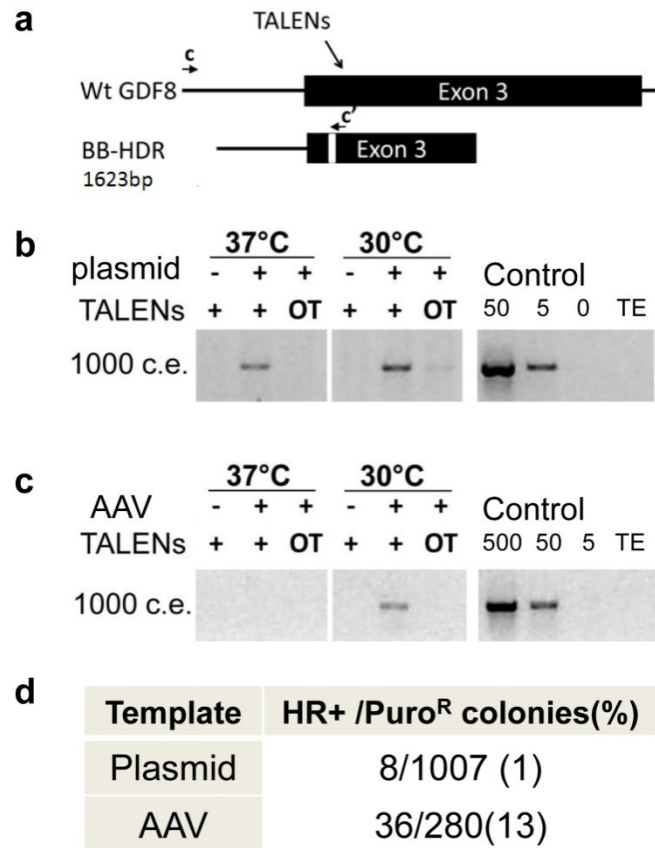 a
TALENs
c
Wt GDF8 Exon 3
c'
BB-HDR Exon 3
1623bp
b
37°C 30°C
plasmid - + + - + + Control
TALENs + + OT + + OT 50 5 0 TE
1000 c.e.
c
37°C 30°C
AAV - + + - + + Control
TALENs + + OT + + OT 500 50 5 TE
1000 c.e.
d
Template HR+ /Puroᴿ colonies(%)
Plasmid 8/1007 (1)
AAV 36/280(13)